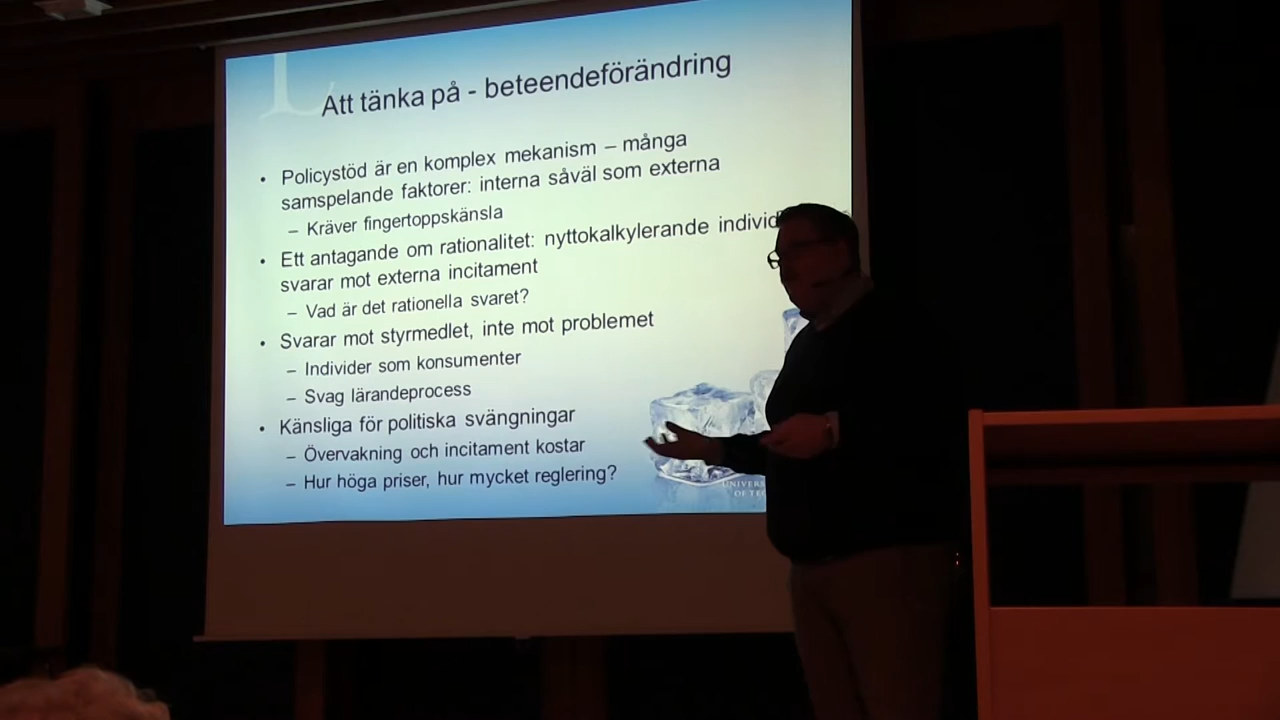 Att tänka på - beteendeförändring
• Policystöd är en komplex mekanism – många
samspelande faktorer: interna såväl som externa
– Kräver fingertoppskänsla
• Ett antagande om rationalitet: nyttokalkylerande
svarar mot externa incitament
– Vad är det rationella svaret?
• Svarar mot styrmedlet, inte mot problemet
– Individer som konsumenter
– Svag lärandeprocess
• Känsliga för politiska svängningar
– Övervakning och incitament kostar
– Hur höga priser, hur mycket reglering?
OF